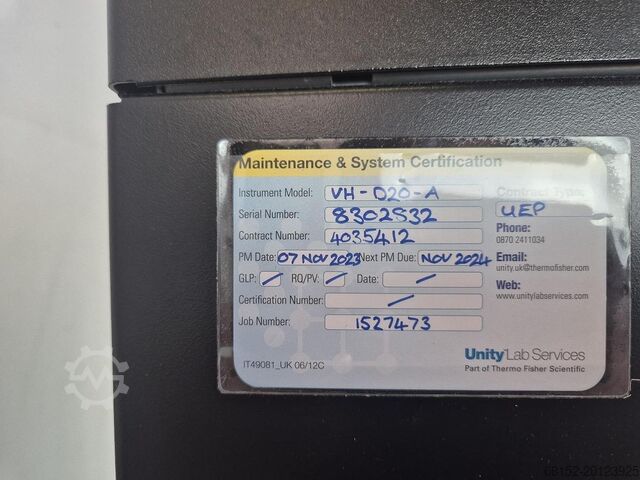 Maintenance & System Certification
Instrument Model: VH-D20-A Contract Type:
Serial Number: 8302832 UEP
Contract Number: 4035412 Phone:
0870 2411034
PM Date: 07 NOV 2023 Next PM Due: NOV 2024 Email:
unity.uk@thermofisher.com
GLP: / RQ/PV: / Date: /
Web:
www.unitylabservices.com
Certification Number: /
Job Number: 1527473
Unity Lab Services
Part of Thermo Fisher Scientific
IT49081_UK 06/12C
68152-20123925